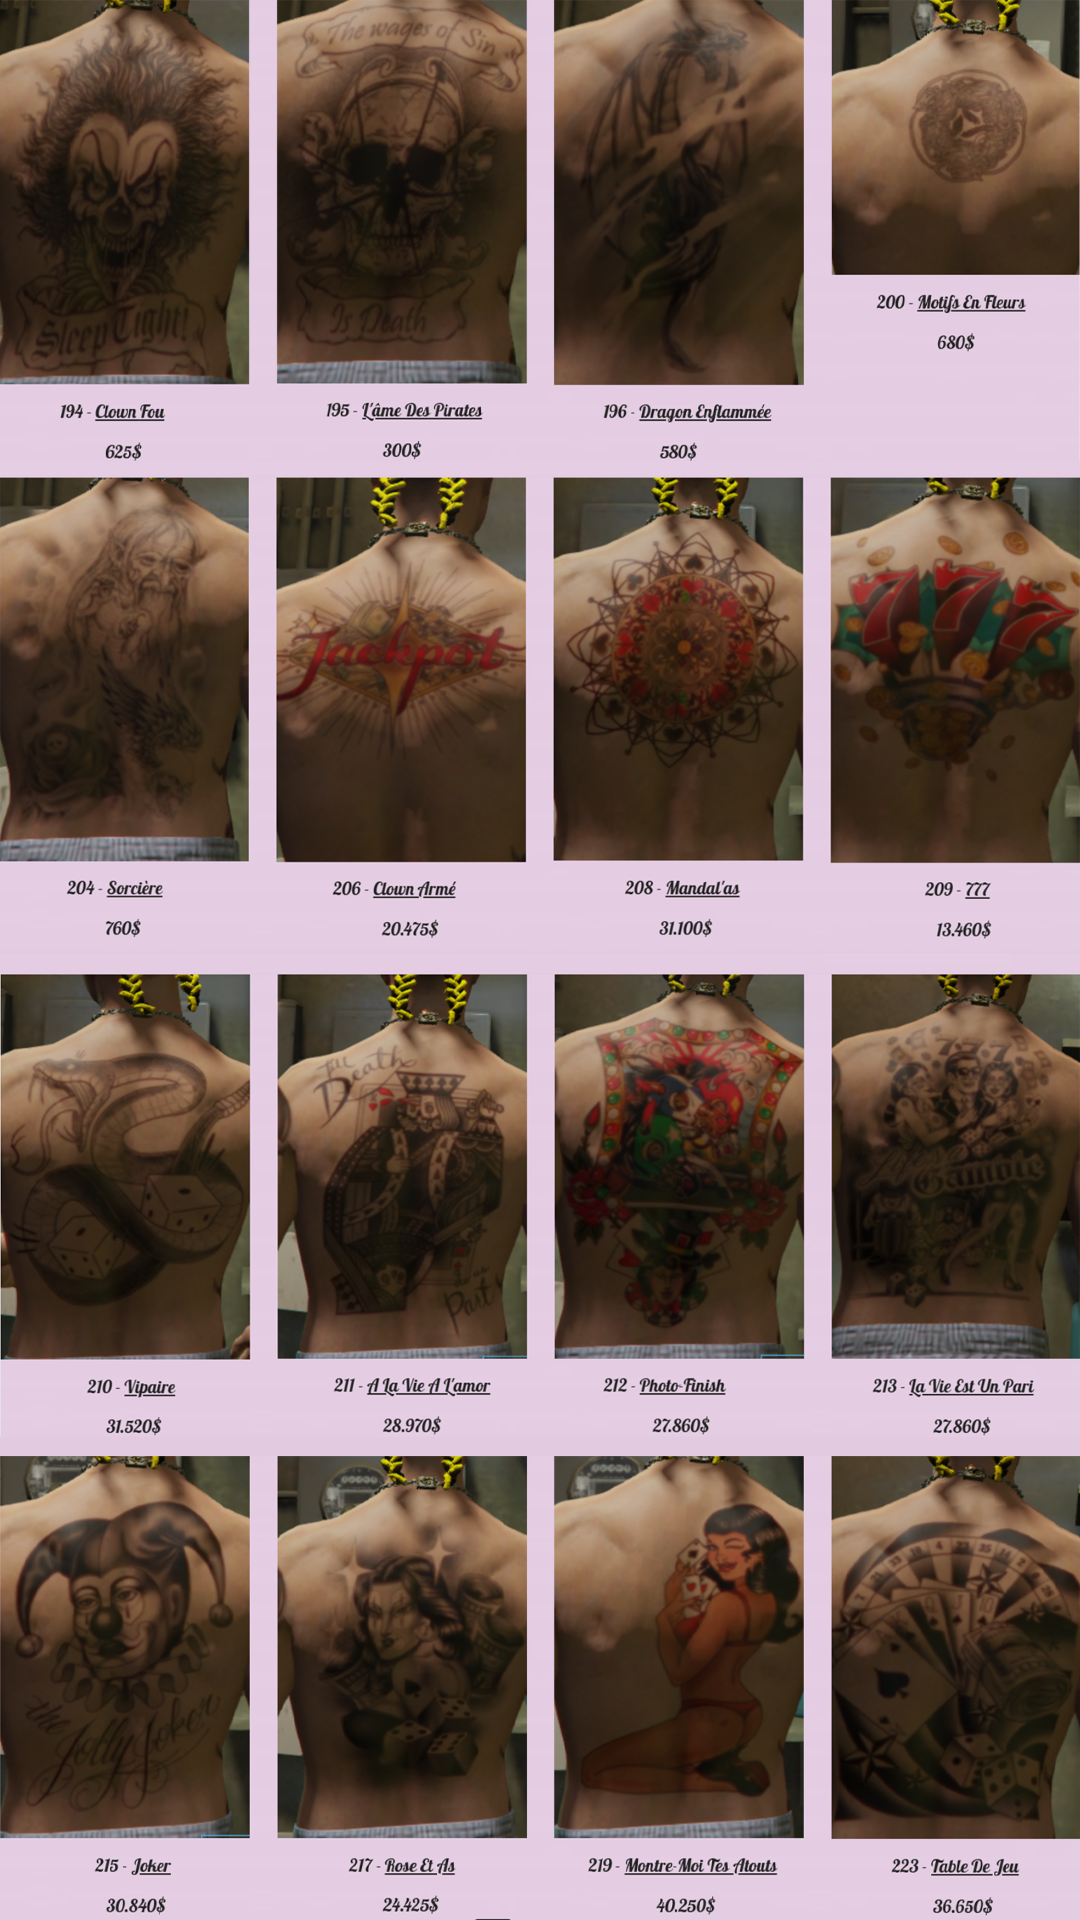 The wages of Sin
Sleep Tight!
Is Death
194 - Clown Fou
625$
195 - L'âme Des Pirates
300$
196 - Dragon Enflammée
580$
200 - Motifs En Fleurs
680$
Jackport
777
204 - Sorcière
760$
206 - Clown Armé
20.475$
208 - Mandal'as
31.100$
209 - 777
13.460$
Death
Part
777
Gamble
210 - Vipaire
31.520$
211 - A La Vie A L'amor
28.970$
212 - Photo-Finish
27.860$
213 - La Vie Est Un Pari
27.860$
the
Jolly Joker
215 - Joker
30.840$
217 - Rose Et As
24.425$
219 - Montre-Moi Tes Atouts
40.250$
223 - Table De Jeu
36.650$